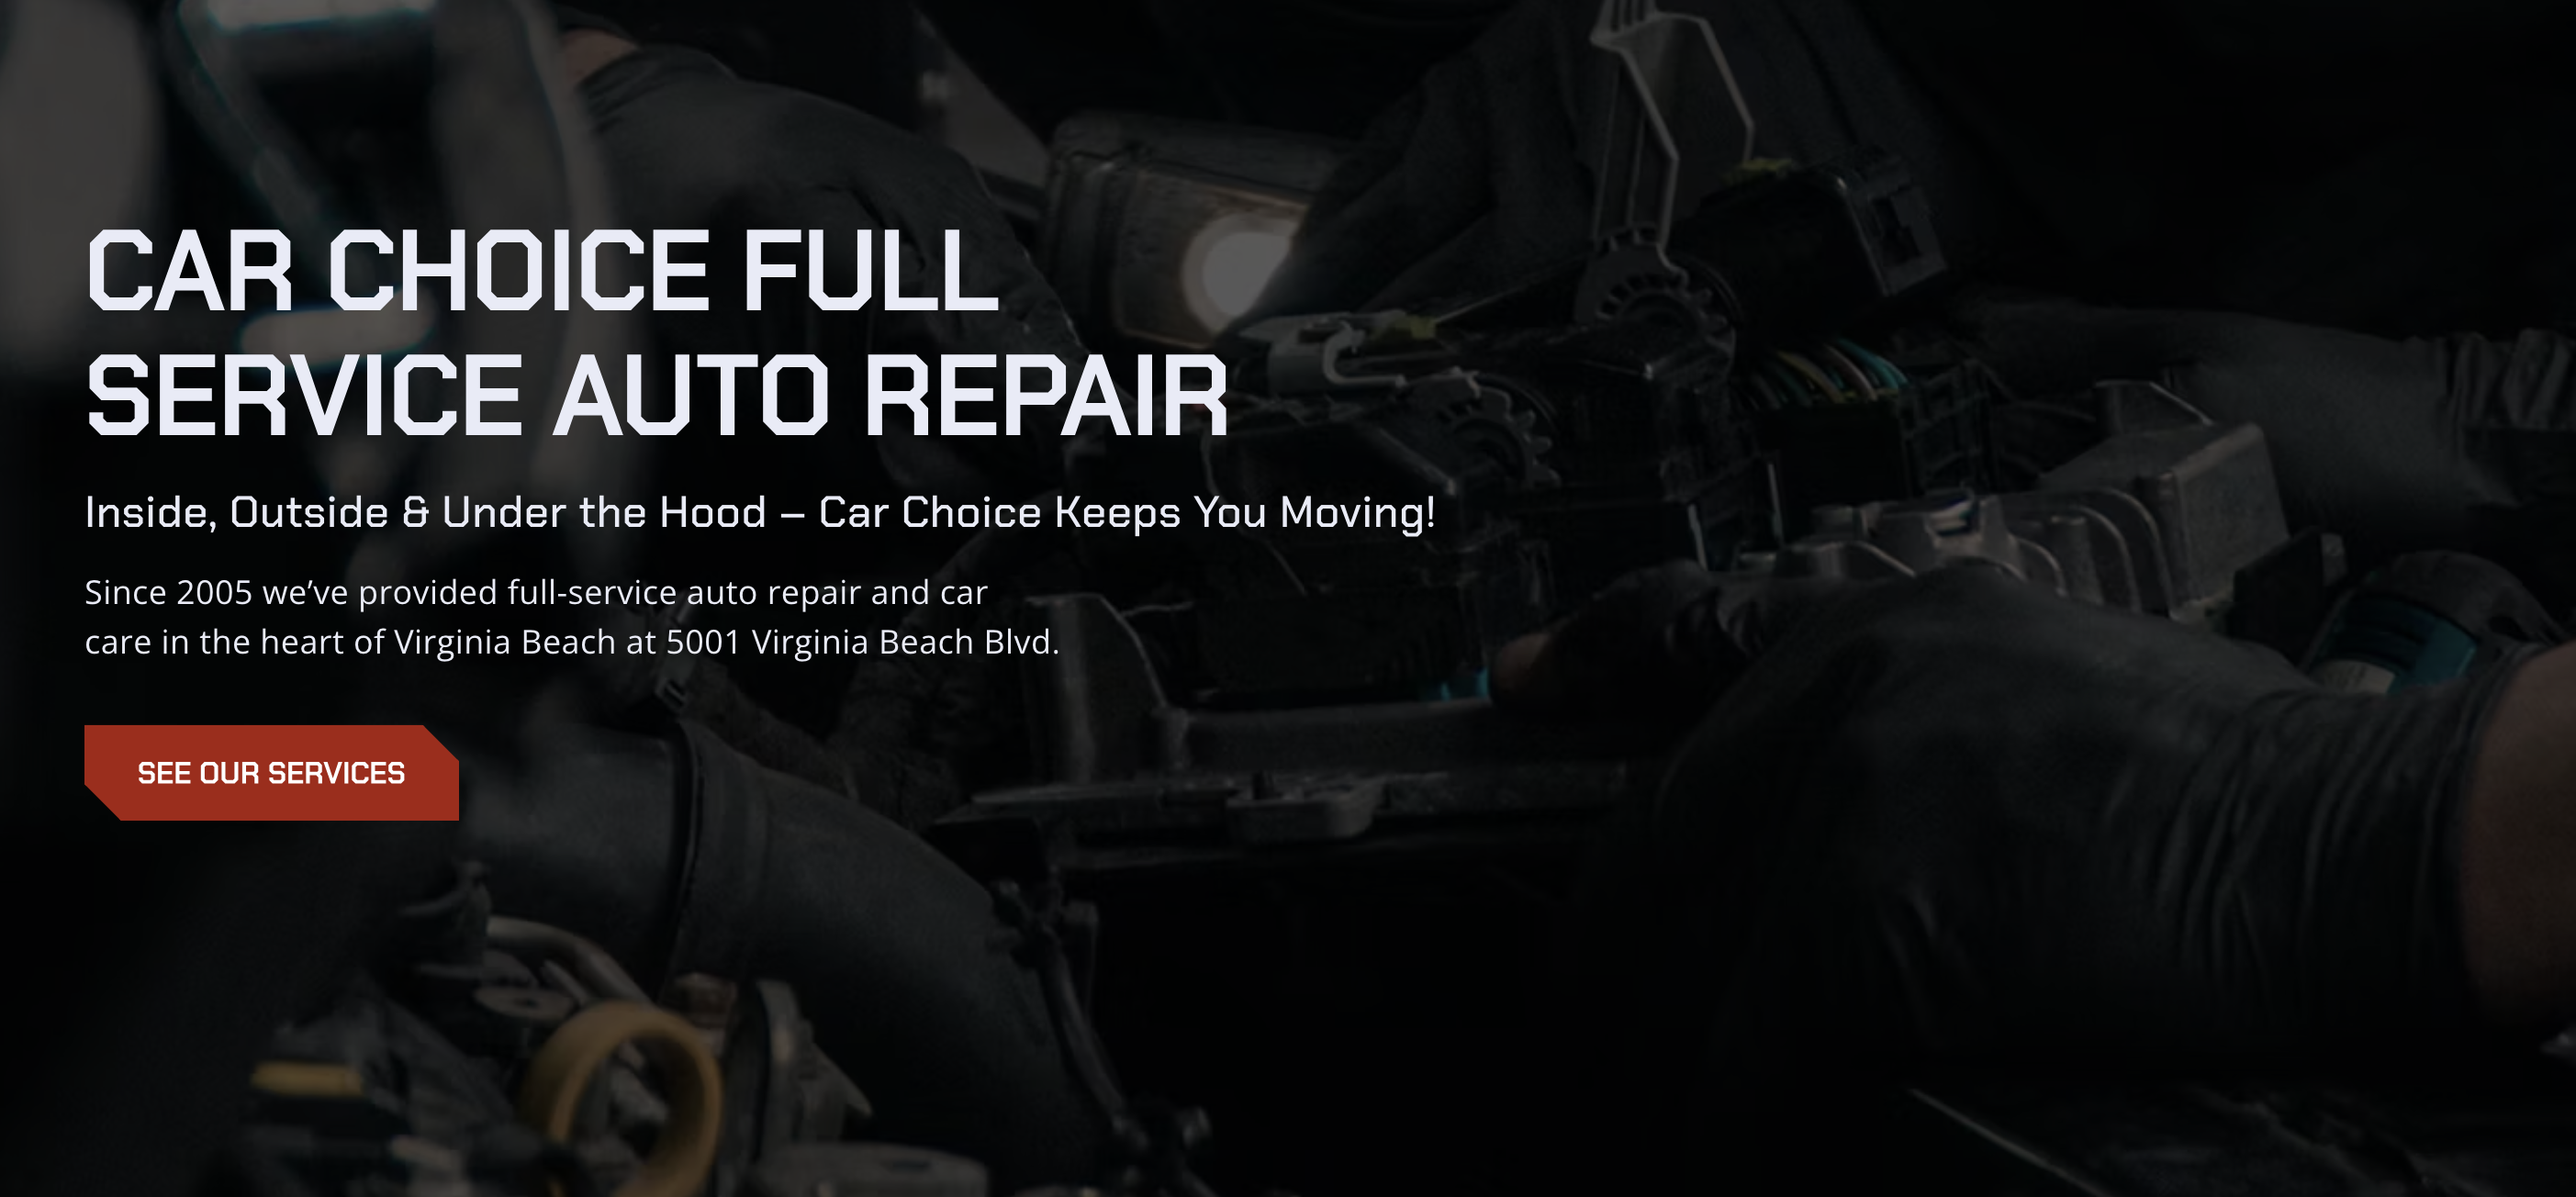 CAR CHOICE FULL
SERVICE AUTO REPAIR
Inside, Outside & Under the Hood – Car Choice Keeps You Moving!
Since 2005 we’ve provided full-service auto repair and car
care in the heart of Virginia Beach at 5001 Virginia Beach Blvd.
SEE OUR SERVICES